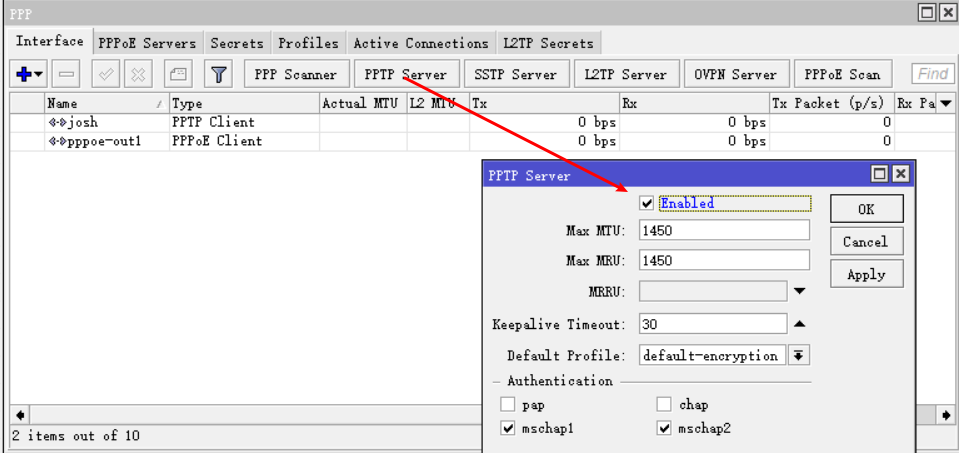 PPP
Interface PPPoE Servers Secrets Profiles Active Connections L2TP Secrets
PPP Scanner PPTP Server SSTP Server L2TP Server OVPN Server PPPoE Scan Find
Name Type Actual MTU L2 MTU Tx Rx Tx Packet (p/s) Rx Pa
josh PPTP Client 0 bps 0 bps 0
pppoe-out1 PPPoE Client 0 bps 0 bps 0
PPTP Server
Enabled
OK
Max MTU: 1450
Cancel
Max MRU: 1450
Apply
MRRU:
Keepalive Timeout: 30
Default Profile: default-encryption
Authentication
pap chap
mschap1 mschap2
2 items out of 10